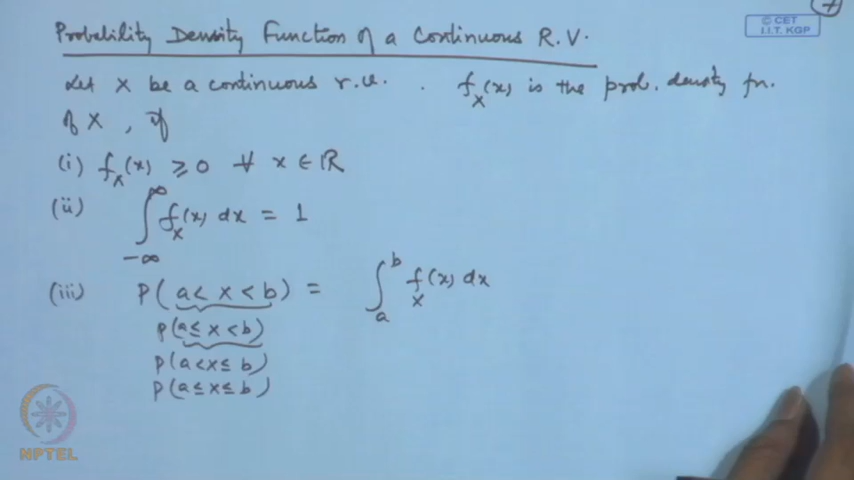 7
© CET
I.I.T. KGP
Probability Density Function of a Continuous R.V.
Let X be a continuous r.v. . f_X(x) is the prob. density fn.
of X, if
(i) f_X(x) ≥ 0 ∀ x ∈ ℝ
(ii) ∫_{-∞}^{∞} f_X(x) dx = 1
(iii) P(a < X < b) = ∫_a^b f_X(x) dx
P(a ≤ X < b)
P(a < X ≤ b)
P(a ≤ X ≤ b)
NPTEL